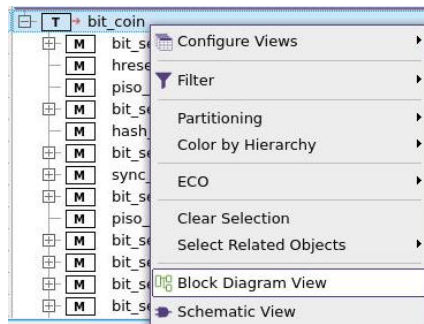 T bit_coin
M bit_se
Configure Views
M hrese
M piso_
Filter
M bit_se
M hash_
Partitioning
M bit_se
Color by Hierarchy
M sync_
M bit_se
ECO
M piso_
Clear Selection
M bit_se
Select Related Objects
M bit_se
M bit_se
Block Diagram View
M bit_se
Schematic View